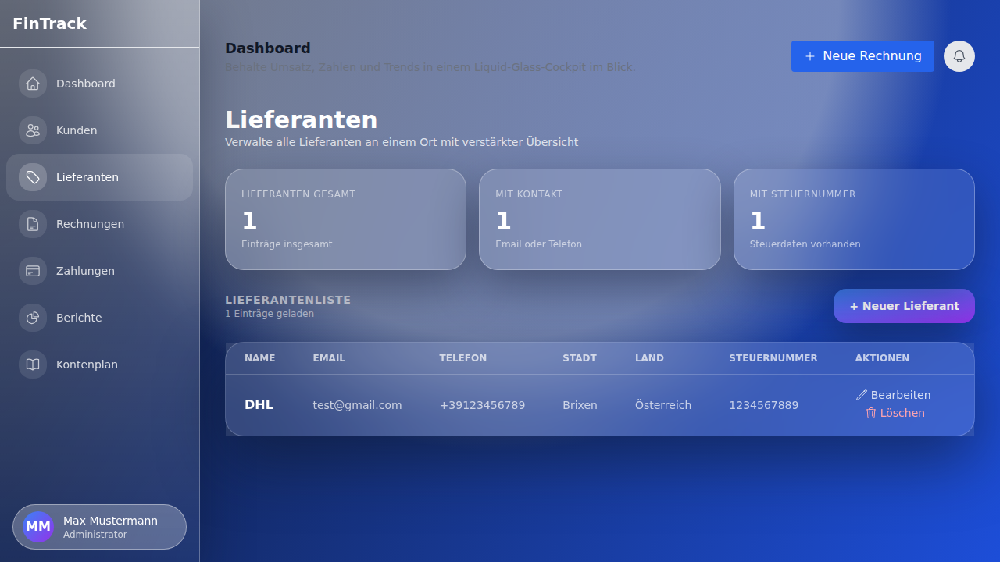 FinTrack
Dashboard
Kunden
Lieferanten
Rechnungen
Zahlungen
Berichte
Kontenplan
MM
Max Mustermann
Administrator
Dashboard
Behalte Umsatz, Zahlen und Trends in einem Liquid-Glass-Cockpit im Blick.
Neue Rechnung
Lieferanten
Verwalte alle Lieferanten an einem Ort mit verstärkter Übersicht
LIEFERANTEN GESAMT
1
Einträge insgesamt
MIT KONTAKT
1
Email oder Telefon
MIT STEUERNUMMER
1
Steuerdaten vorhanden
LIEFERANTENLISTE
1 Einträge geladen
+ Neuer Lieferant
NAME EMAIL TELEFON STADT LAND STEUERNUMMER AKTIONEN
DHL test@gmail.com +39123456789 Brixen Österreich 1234567889 Bearbeiten
Löschen